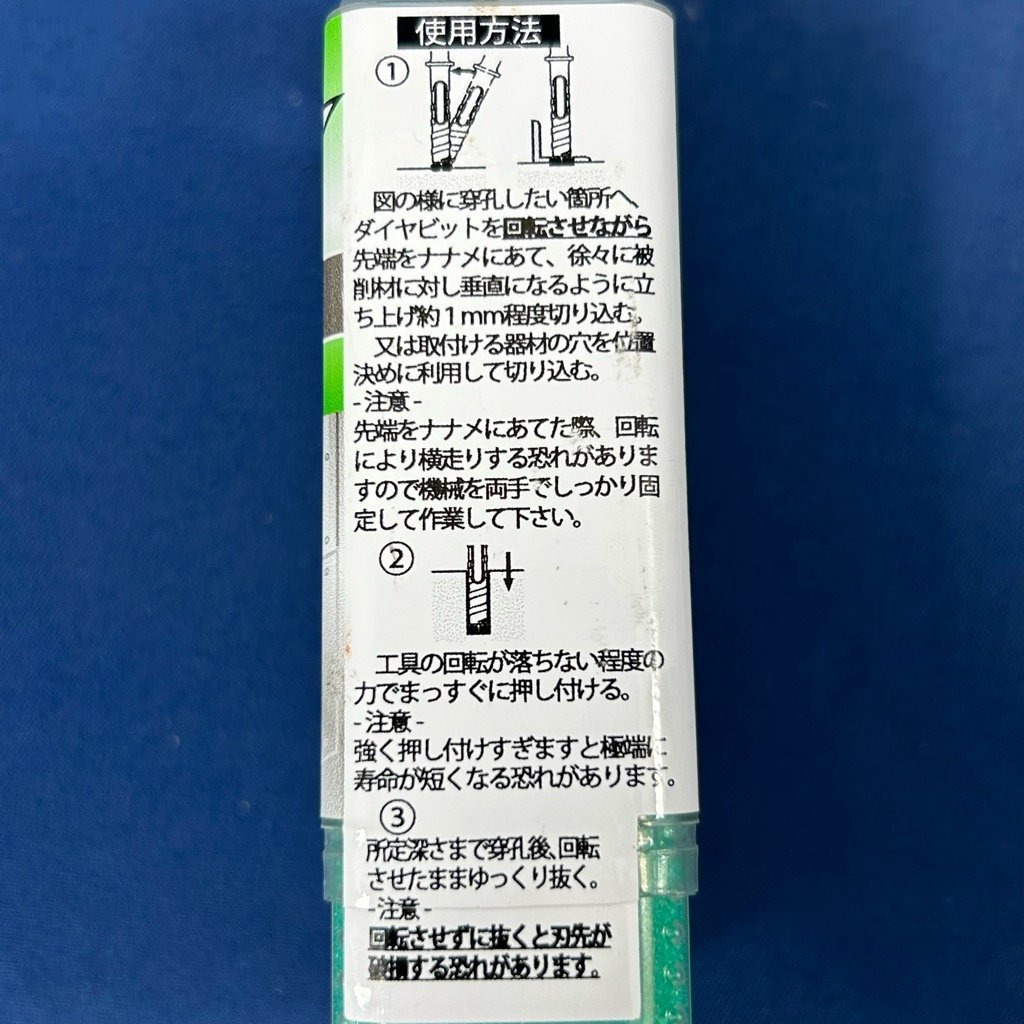 使用方法
①
図の様に穿孔したい箇所へ
ダイヤビットを回転させながら
先端をナナメにあて、徐々に被
削材に対し垂直になるように立
ち上げ約1mm程度切り込む。
又は取付ける器材の穴を位置
決めに利用して切り込む。
-注意-
先端をナナメにあてた際、回転
により横走りする恐れがありま
すので機械を両手でしっかり固
定して作業して下さい。
②
工具の回転が落ちない程度の
力でまっすぐに押し付ける。
-注意-
強く押し付けすぎますと極端に
寿命が短くなる恐れがあります。
③
所定深さまで穿孔後、回転
させたままゆっくり抜く。
-注意-
回転させずに抜くと刃先が
破損する恐れがあります。